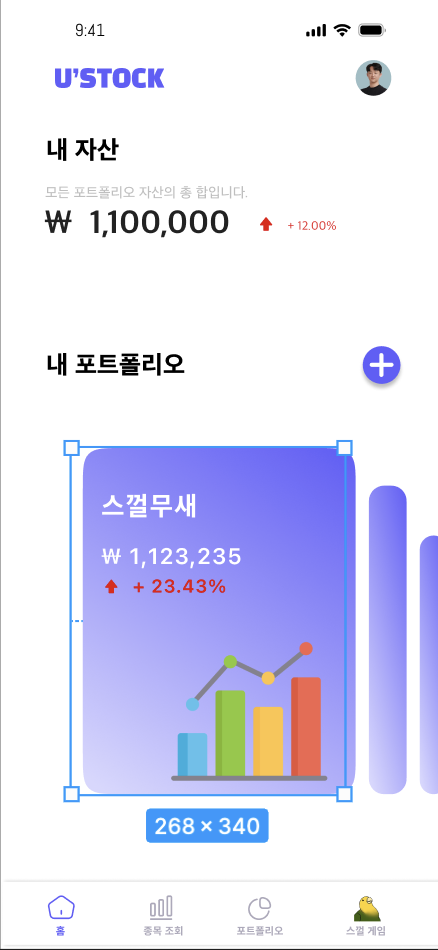 9:41
U'STOCK
내 자산
모든 포트폴리오 자산의 총 합입니다.
₩ 1,100,000 + 12.00%
내 포트폴리오
스껄무새
₩ 1,123,235
+ 23.43%
268 × 340
홈 종목 조회 포트폴리오 스껄 게임